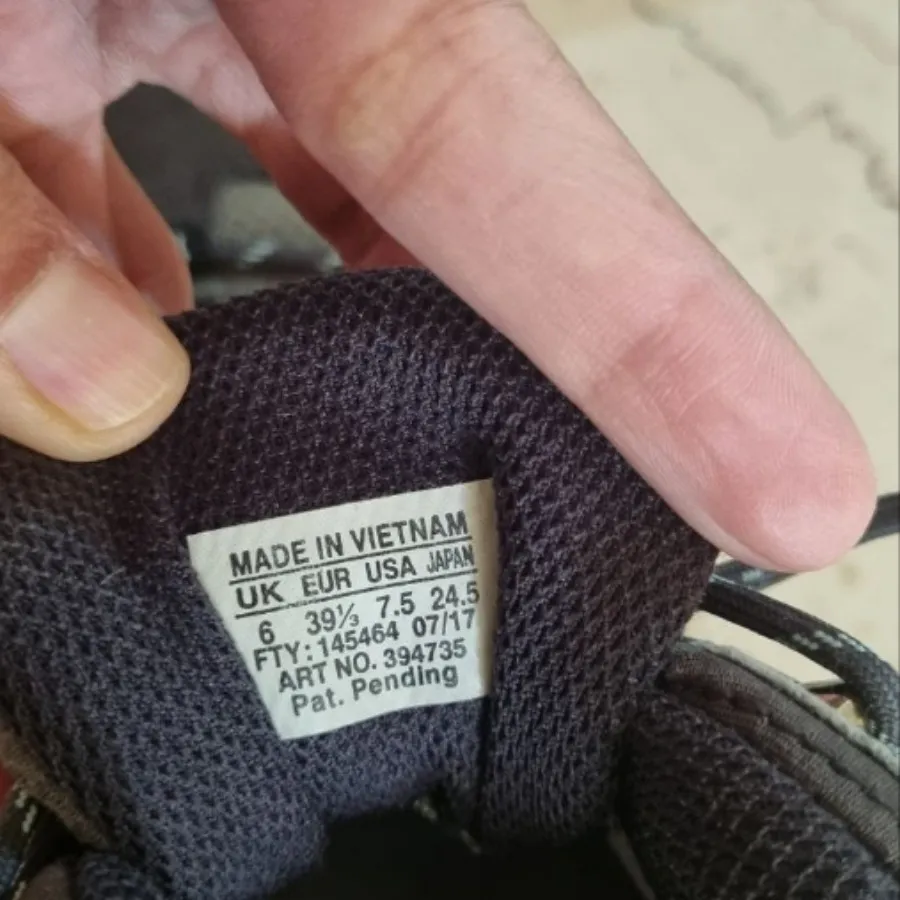 MADE IN VIETNAM
UK EUR USA JAPAN
6 39⅓ 7.5 24.5
FTY: 145464 07/17
ART NO. 394735
Pat. Pending